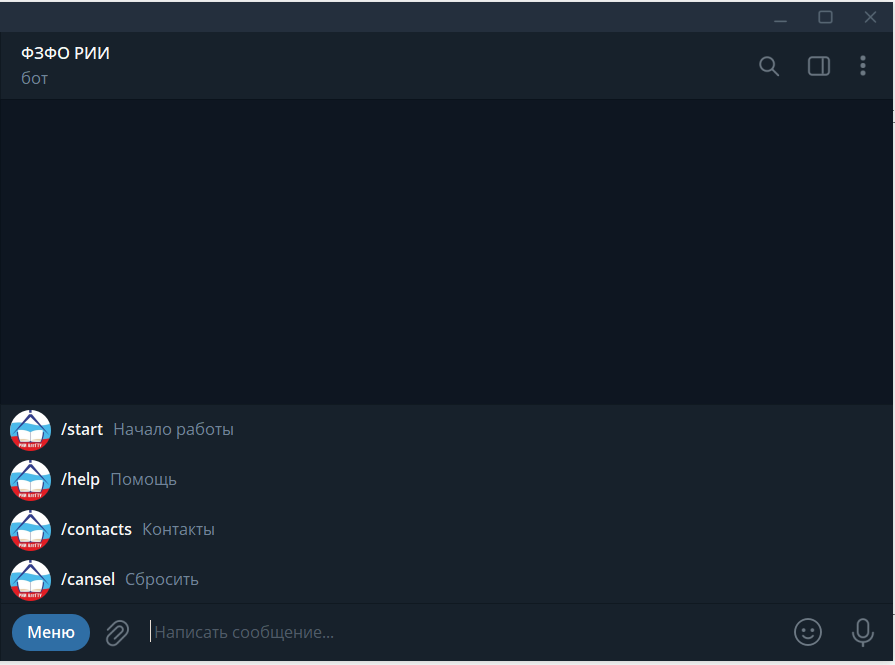 ФЗФО РИИ
бот
/start Начало работы
/help Помощь
/contacts Контакты
/cansel Сбросить
Меню Написать сообщение...